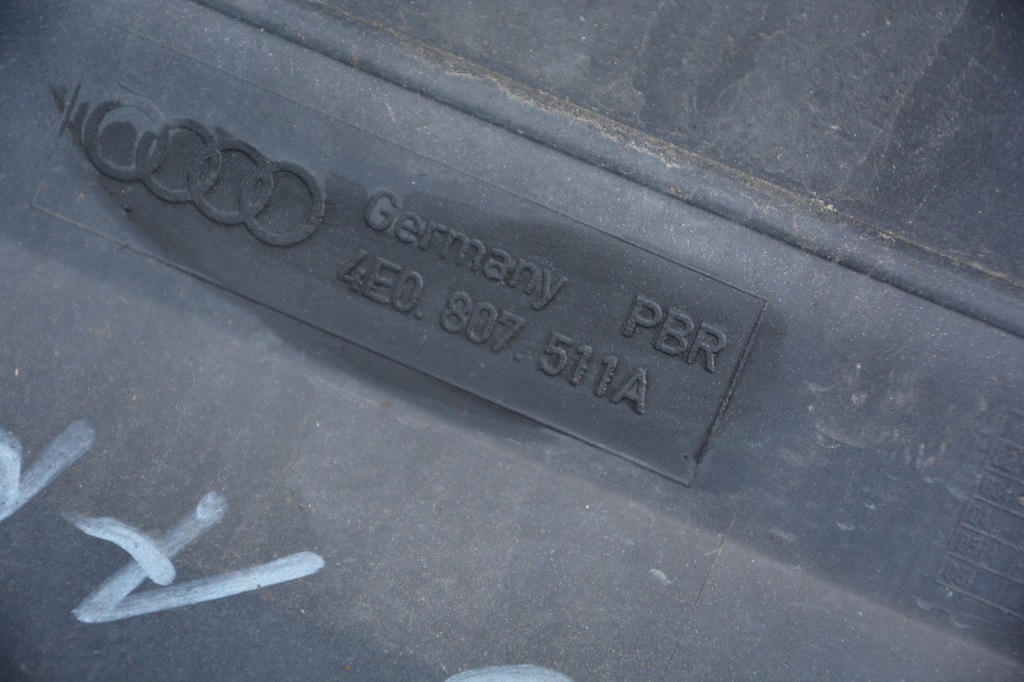 Germany PBR
4E0. 807. 511A